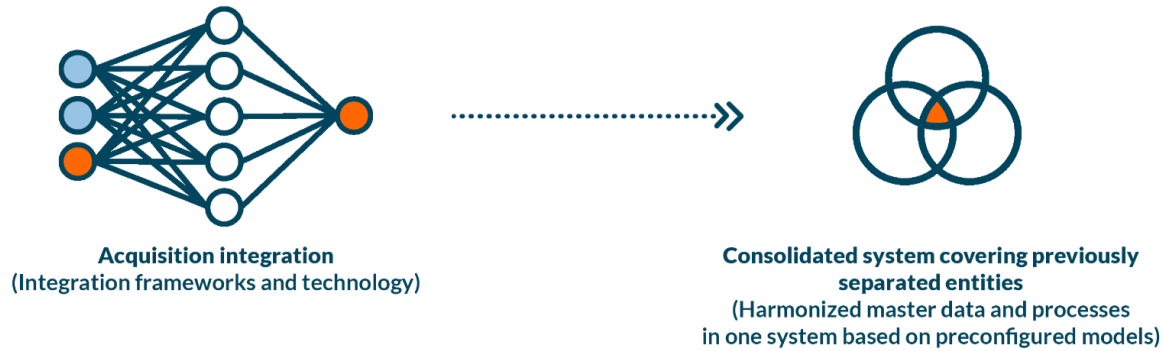 Acquisition integration
(Integration frameworks and technology)
Consolidated system covering previously
separated entities
(Harmonized master data and processes
in one system based on preconfigured models)